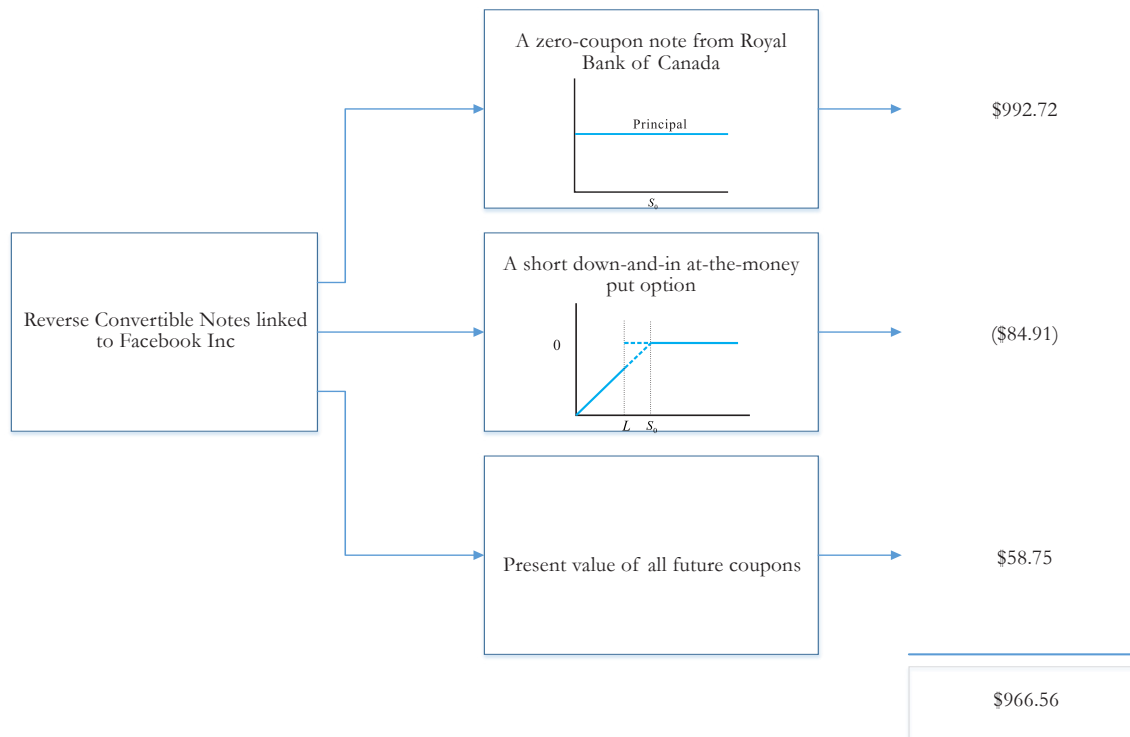 A zero-coupon note from Royal
Bank of Canada
Principal
S₀
$992.72
Reverse Convertible Notes linked
to Facebook Inc
A short down-and-in at-the-money
put option
0
L S₀
($84.91)
Present value of all future coupons
$58.75
$966.56